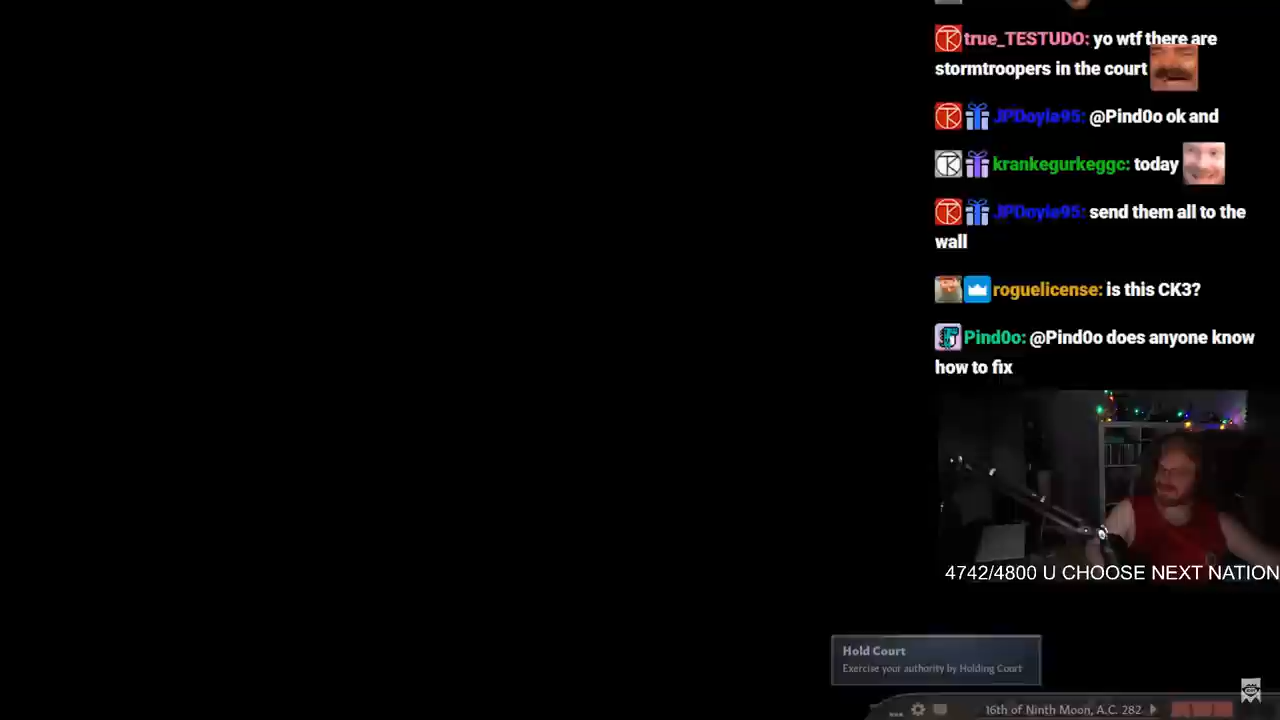 true_TESTUDO: yo wtf there are
stormtroopers in the court
JPDoyle95: @Pind0o ok and
krankegurkeggc: today
JPDoyle95: send them all to the
wall
roguelicense: is this CK3?
Pind0o: @Pind0o does anyone know
how to fix
4742/4800 U CHOOSE NEXT NATION
Hold Court
Exercise your authority by Holding Court
16th of Ninth Moon, A.C. 282